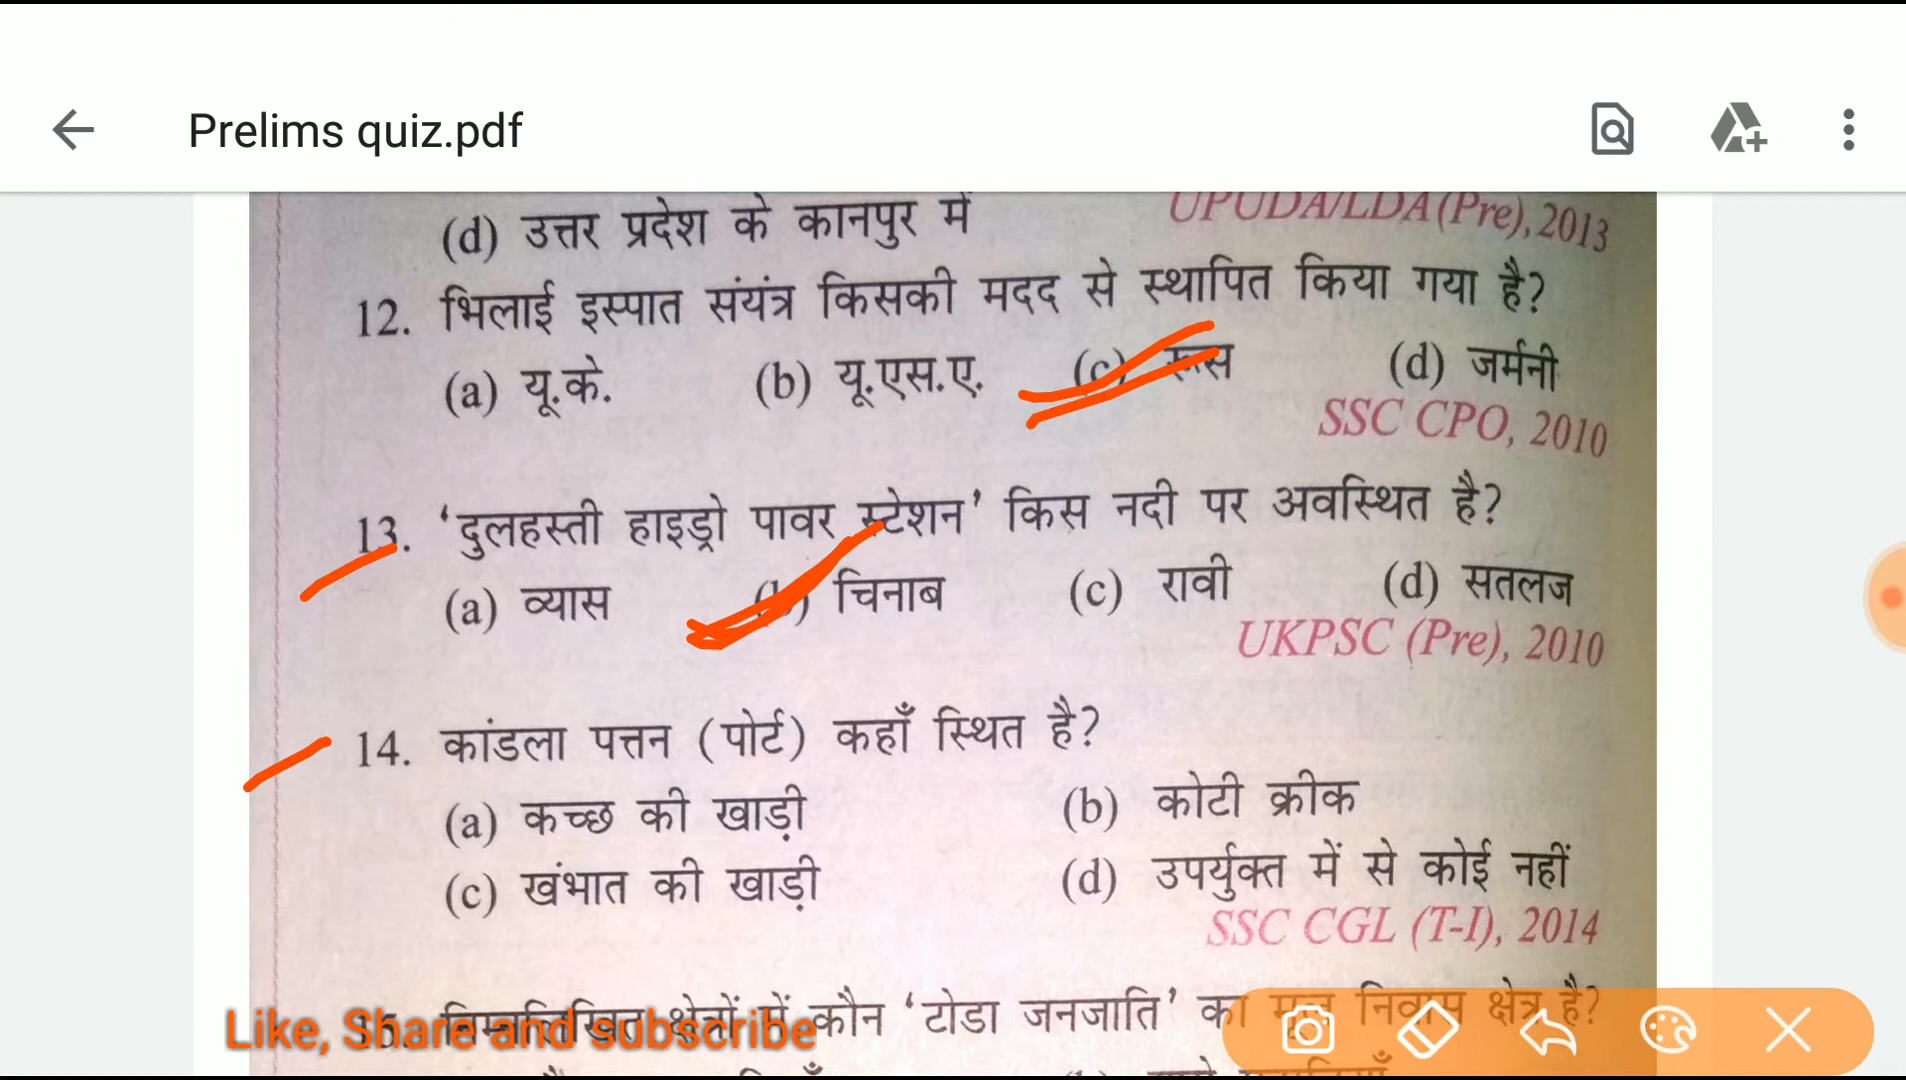 Prelims quiz.pdf
(d) उत्तर प्रदेश के कानपुर में UPUDA/LDA (Pre), 2013
12. भिलाई इस्पात संयंत्र किसकी मदद से स्थापित किया गया है?
(a) यू.के. (b) यू.एस.ए. (c) रूस (d) जर्मनी
SSC CPO, 2010
13. 'दुलहस्ती हाइड्रो पावर स्टेशन' किस नदी पर अवस्थित है?
(a) व्यास (b) चिनाब (c) रावी (d) सतलज
UKPSC (Pre), 2010
14. कांडला पत्तन (पोर्ट) कहाँ स्थित है?
(a) कच्छ की खाड़ी (b) कोटी क्रीक
(c) खंभात की खाड़ी (d) उपर्युक्त में से कोई नहीं
SSC CGL (T-I), 2014
15. निम्नलिखित क्षेत्रों में कौन 'टोडा जनजाति' का मूल निवास क्षेत्र है?
Like, Share and subscribe